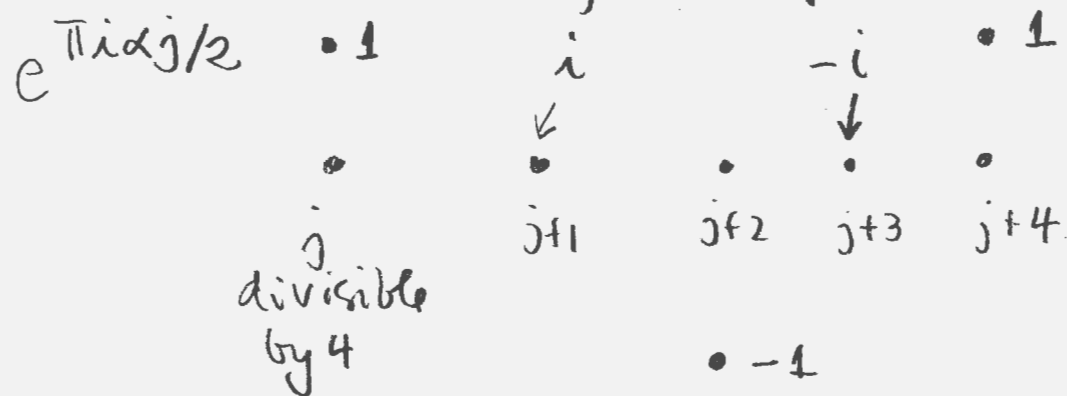 e^{πiαj/2} • 1 i -i • 1
j j+1 j+2 j+3 j+4
divisible
by 4 • -1